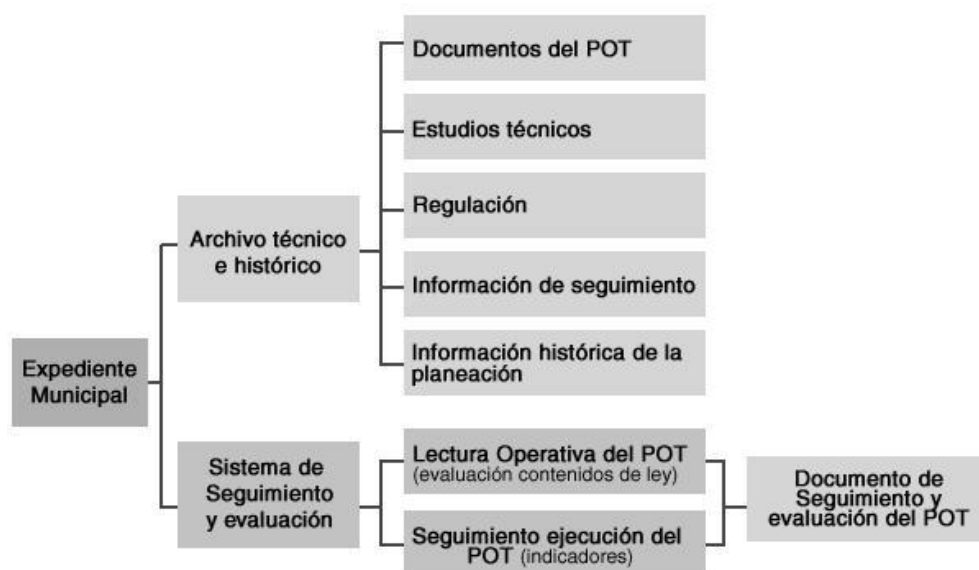 Documentos del POT
Estudios técnicos
Regulación
Archivo técnico
e histórico
Información de seguimiento
Información histórica de la
planeación
Expediente
Municipal
Sistema de
Seguimiento
y evaluación
Lectura Operativa del POT
(evaluación contenidos de ley)
Seguimiento ejecución del
POT (indicadores)
Documento de
Seguimiento y
evaluación del POT